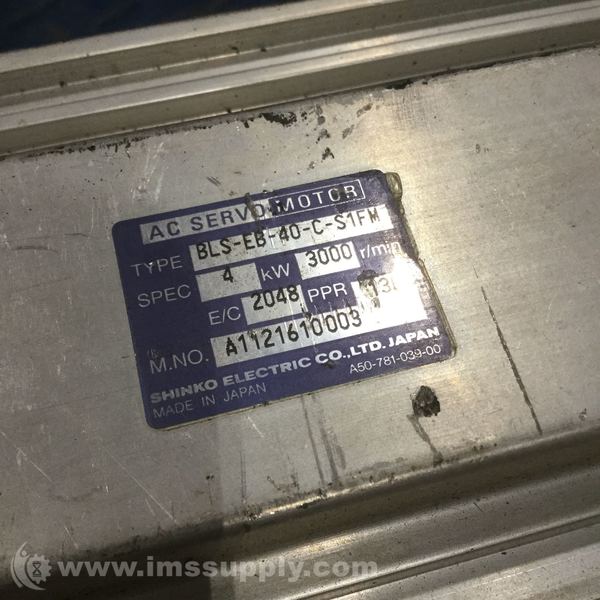 AC SERVO MOTOR
TYPE BLS-EB-40-C-S1FM
SPEC 4 kW 3000 r/min
E/C 2048 PPR
M.NO. A1121610003
SHINKO ELECTRIC CO.,LTD. JAPAN
MADE IN JAPAN A50-781-039-00
www.imssupply.com